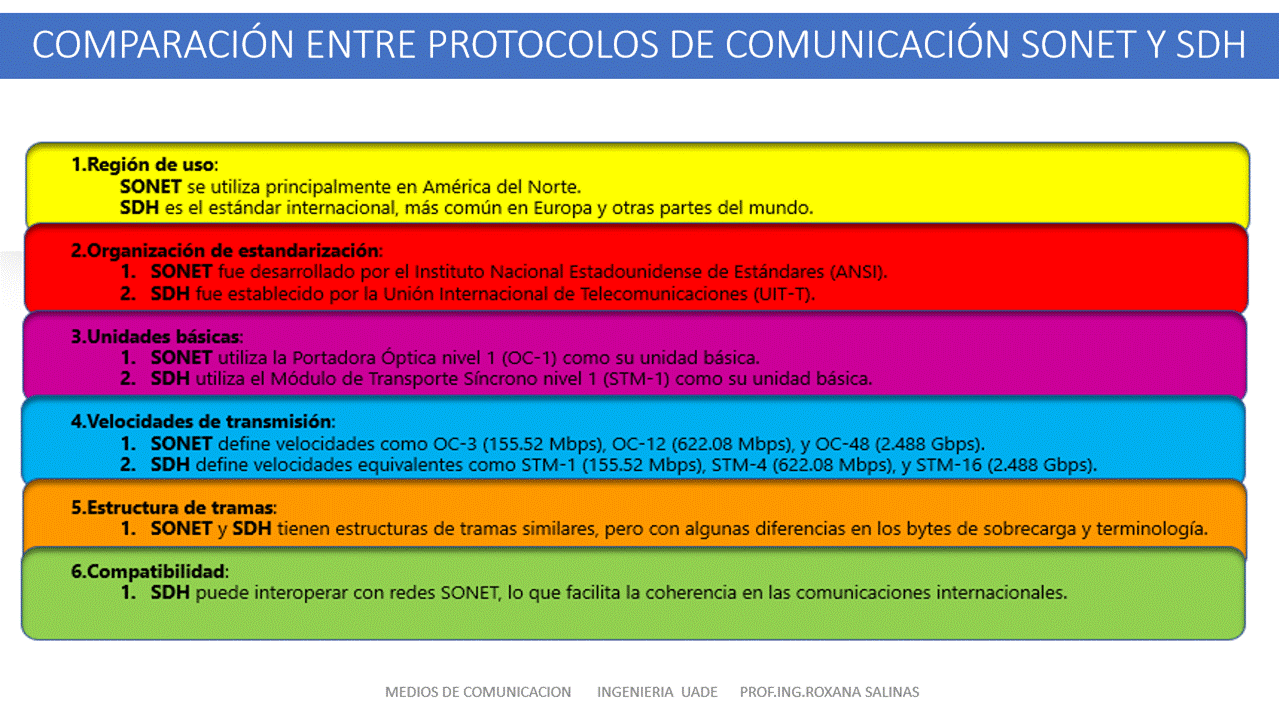 COMPARACIÓN ENTRE PROTOCOLOS DE COMUNICACIÓN SONET Y SDH
1.Región de uso:
SONET se utiliza principalmente en América del Norte.
SDH es el estándar internacional, más común en Europa y otras partes del mundo.
2.Organización de estandarización:
1. SONET fue desarrollado por el Instituto Nacional Estadounidense de Estándares (ANSI).
2. SDH fue establecido por la Unión Internacional de Telecomunicaciones (UIT-T).
3.Unidades básicas:
1. SONET utiliza la Portadora Óptica nivel 1 (OC-1) como su unidad básica.
2. SDH utiliza el Módulo de Transporte Síncrono nivel 1 (STM-1) como su unidad básica.
4.Velocidades de transmisión:
1. SONET define velocidades como OC-3 (155.52 Mbps), OC-12 (622.08 Mbps), y OC-48 (2.488 Gbps).
2. SDH define velocidades equivalentes como STM-1 (155.52 Mbps), STM-4 (622.08 Mbps), y STM-16 (2.488 Gbps).
5.Estructura de tramas:
1. SONET y SDH tienen estructuras de tramas similares, pero con algunas diferencias en los bytes de sobrecarga y terminología.
6.Compatibilidad:
1. SDH puede interoperar con redes SONET, lo que facilita la coherencia en las comunicaciones internacionales.
MEDIOS DE COMUNICACION INGENIERIA UADE PROF.ING.ROXANA SALINAS